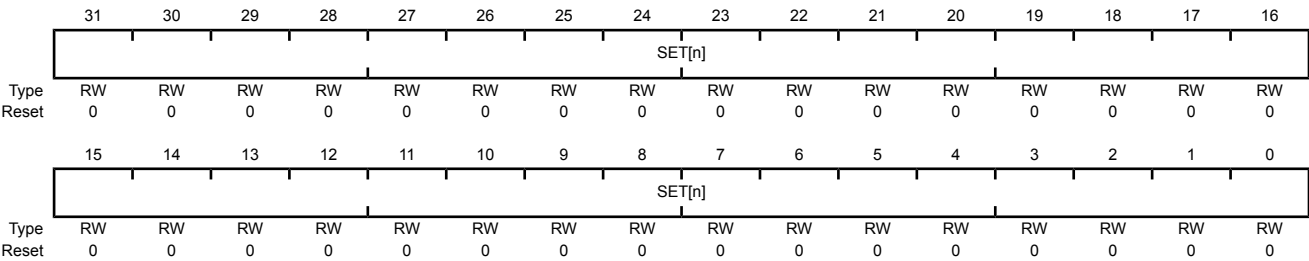 31 30 29 28 27 26 25 24 23 22 21 20 19 18 17 16
SET[n]
Type RW RW RW RW RW RW RW RW RW RW RW RW RW RW RW RW
Reset 0 0 0 0 0 0 0 0 0 0 0 0 0 0 0 0
15 14 13 12 11 10 9 8 7 6 5 4 3 2 1 0
SET[n]
Type RW RW RW RW RW RW RW RW RW RW RW RW RW RW RW RW
Reset 0 0 0 0 0 0 0 0 0 0 0 0 0 0 0 0